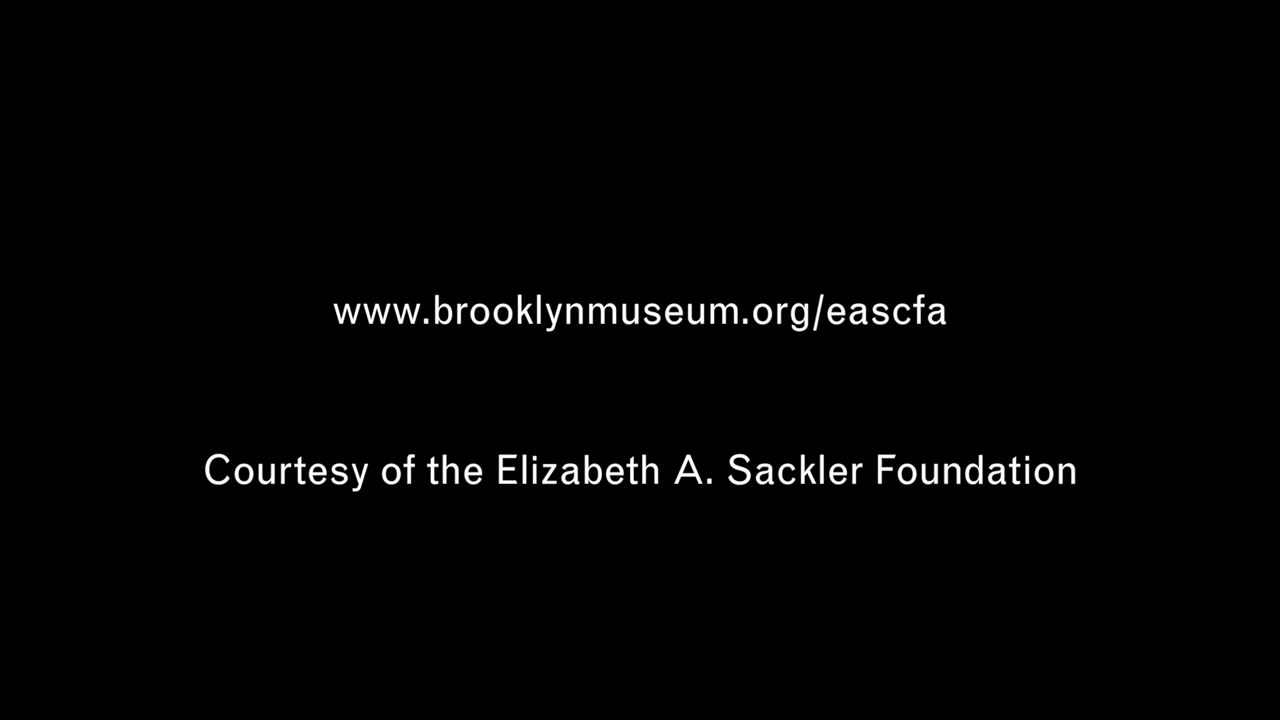 www.brooklynmuseum.org/eascfa
Courtesy of the Elizabeth A. Sackler Foundation